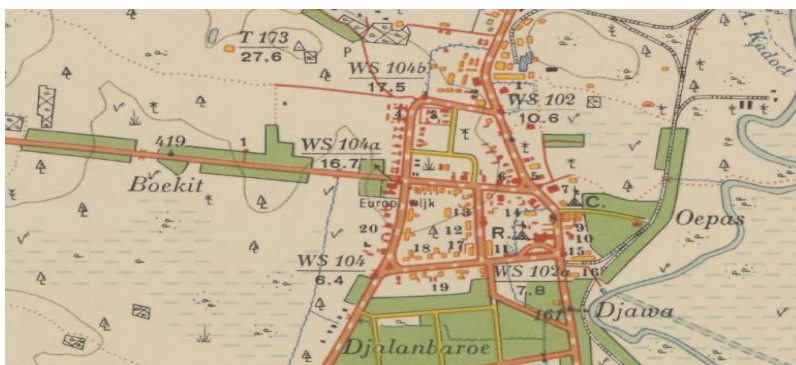 T 173
27.6
P
A. Kadoet
WS 104b
17.5
WS 102
10.6
1
2
3
4
419
1
WS 104a
16.7
Boekit
Europ. wijk
5
6
7
8
C.
Oepas
20
r
13
14
12
R.
9
10
18
17
11
15
WS 104
6.4
WS 102a
7.8
16
19
161
Djawa
Djalanbaroe